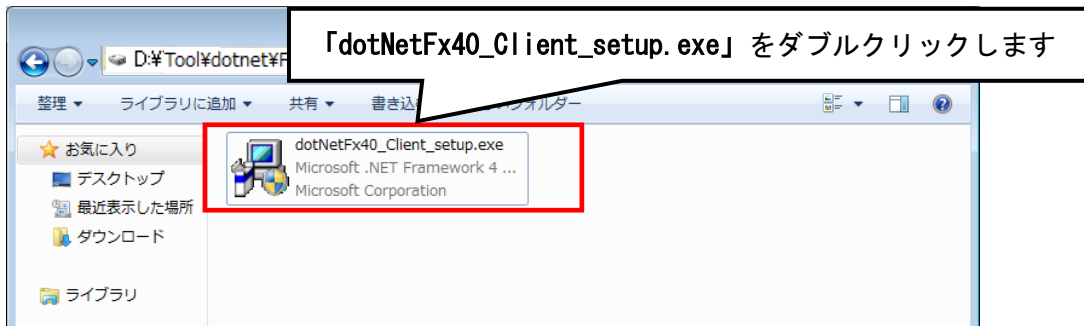 「dotNetFx40_Client_setup.exe」をダブルクリックします
D:¥Tool¥dotnet¥F
整理 ライブラリに追加 共有 書き込 フォルダー
お気に入り
デスクトップ
最近表示した場所
ダウンロード
ライブラリ
dotNetFx40_Client_setup.exe
Microsoft .NET Framework 4 ...
Microsoft Corporation